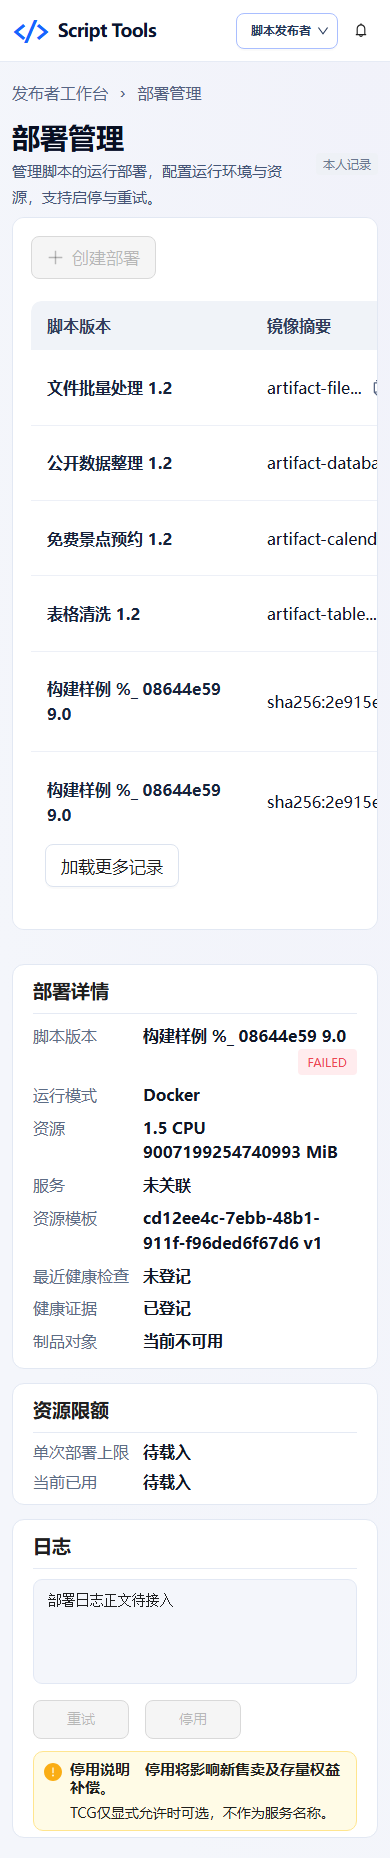 Script Tools
脚本发布者
发布者工作台 › 部署管理
部署管理
管理脚本的运行部署，配置运行环境与资
源，支持启停与重试。
本人记录
创建部署
脚本版本 镜像摘要
文件批量处理 1.2 artifact-file...
公开数据整理 1.2 artifact-databa
免费景点预约 1.2 artifact-calend
表格清洗 1.2 artifact-table...
构建样例 %_ 08644e59
9.0
sha256:2e915e
构建样例 %_ 08644e59
9.0
sha256:2e915e
加载更多记录
部署详情
脚本版本 构建样例 %_ 08644e59 9.0
FAILED
运行模式 Docker
资源 1.5 CPU
9007199254740993 MiB
服务 未关联
资源模板 cd12ee4c-7ebb-48b1-
911f-f96ded6f67d6 v1
最近健康检查 未登记
健康证据 已登记
制品对象 当前不可用
资源限额
单次部署上限 待载入
当前已用 待载入
日志
部署日志正文待接入
重试 停用
停用说明 停用将影响新售卖及存量权益
补偿。
TCG仅显式允许时可选，不作为服务名称。